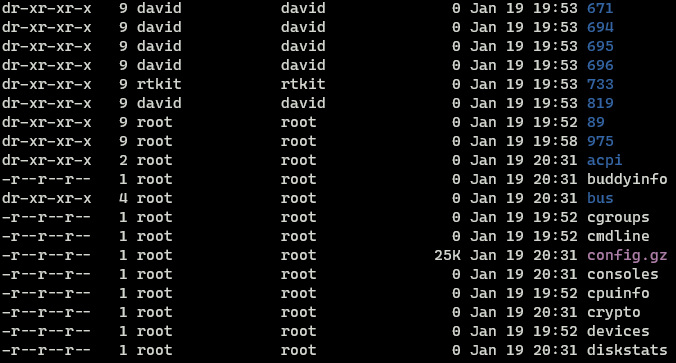 dr-xr-xr-x   9 david            david                 0 Jan 19 19:53 671
dr-xr-xr-x   9 david            david                 0 Jan 19 19:53 694
dr-xr-xr-x   9 david            david                 0 Jan 19 19:53 695
dr-xr-xr-x   9 david            david                 0 Jan 19 19:53 696
dr-xr-xr-x   9 rtkit            rtkit                 0 Jan 19 19:53 733
dr-xr-xr-x   9 david            david                 0 Jan 19 19:53 819
dr-xr-xr-x   9 root             root                  0 Jan 19 19:52 89
dr-xr-xr-x   9 root             root                  0 Jan 19 19:58 975
dr-xr-xr-x   2 root             root                  0 Jan 19 20:31 acpi
-r--r--r--   1 root             root                  0 Jan 19 20:31 buddyinfo
dr-xr-xr-x   4 root             root                  0 Jan 19 20:31 bus
-r--r--r--   1 root             root                  0 Jan 19 19:52 cgroups
-r--r--r--   1 root             root                  0 Jan 19 19:52 cmdline
-r--r--r--   1 root             root                25K Jan 19 20:31 config.gz
-r--r--r--   1 root             root                  0 Jan 19 20:31 consoles
-r--r--r--   1 root             root                  0 Jan 19 19:52 cpuinfo
-r--r--r--   1 root             root                  0 Jan 19 20:31 crypto
-r--r--r--   1 root             root                  0 Jan 19 19:52 devices
-r--r--r--   1 root             root                  0 Jan 19 20:31 diskstats